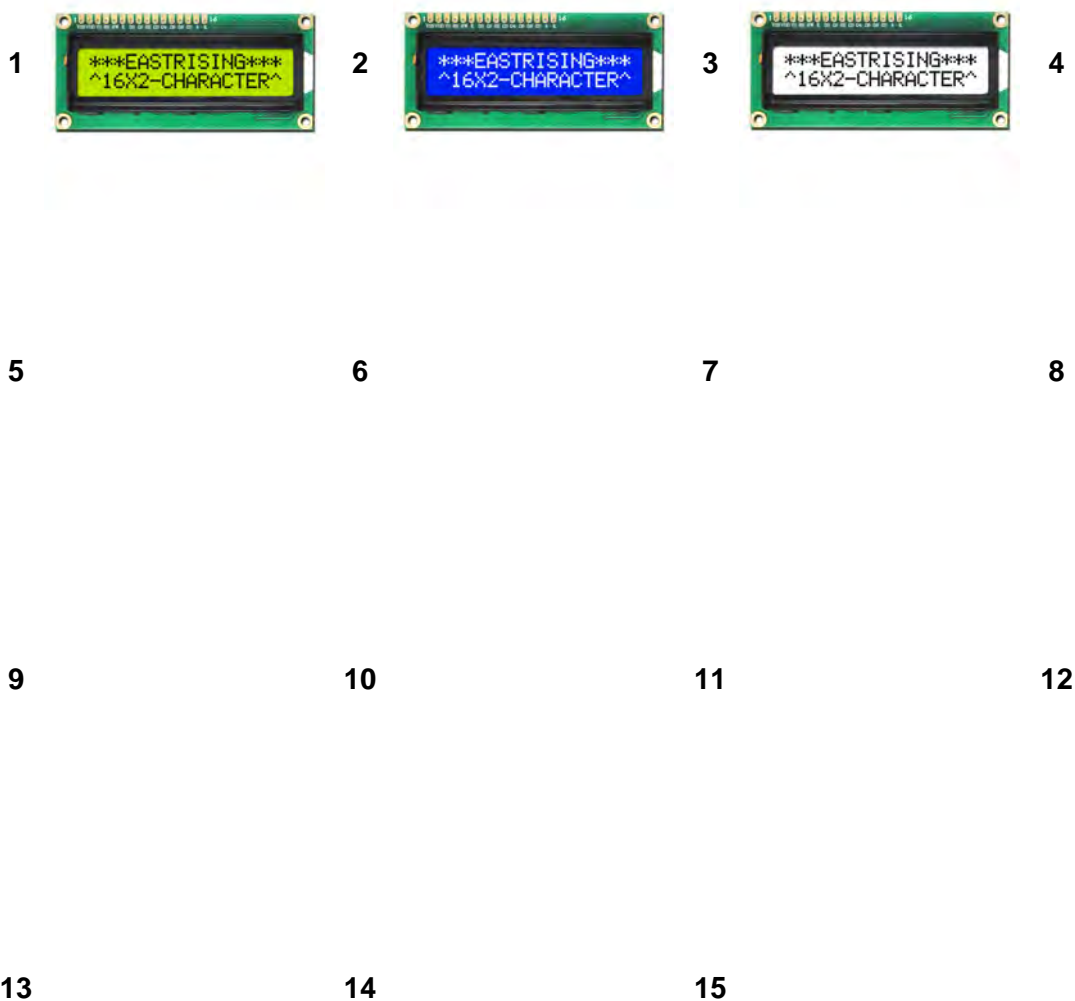 1
***EASTRISING***
^16X2-CHARACTER^
2
***EASTRISING***
^16X2-CHARACTER^
3
***EASTRISING***
^16X2-CHARACTER^
4
5
6
7
8
9
10
11
12
13
14
15